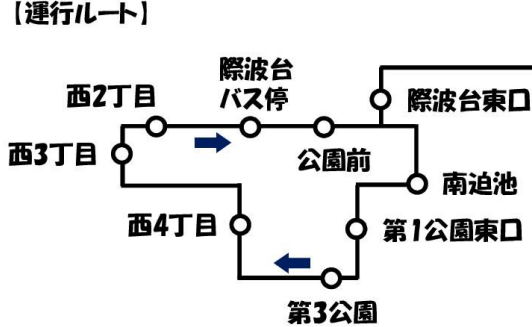 【運行ルート】
際波台
バス停
西2丁目
際波台東口
西3丁目
公園前
南迫池
西4丁目
第1公園東口
第3公園